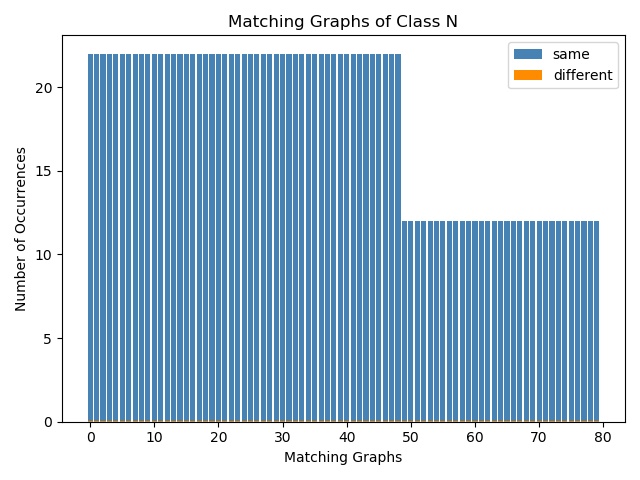 Matching Graphs of Class N
same
different
Number of Occurrences
20
15
10
5
0
0 10 20 30 40 50 60 70 80
Matching Graphs